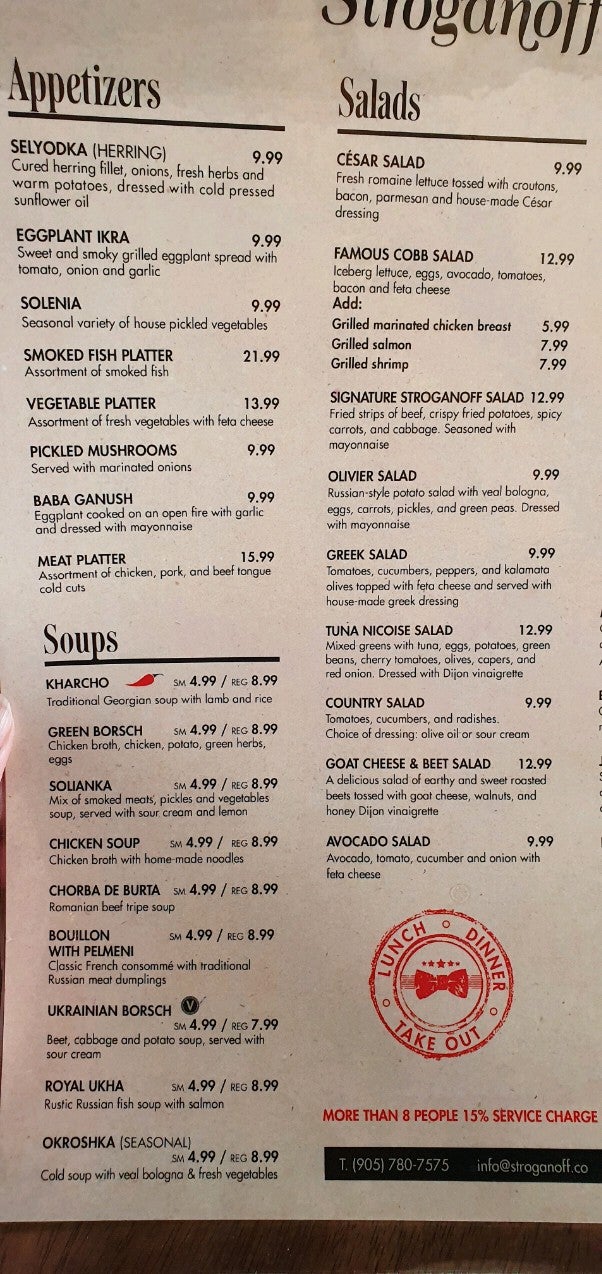 Stroganoff
Appetizers
SELYODKA (HERRING) 9.99
Cured herring fillet, onions, fresh herbs and
warm potatoes, dressed with cold pressed
sunflower oil
EGGPLANT IKRA 9.99
Sweet and smoky grilled eggplant spread with
tomato, onion and garlic
SOLENIA 9.99
Seasonal variety of house pickled vegetables
SMOKED FISH PLATTER 21.99
Assortment of smoked fish
VEGETABLE PLATTER 13.99
Assortment of fresh vegetables with feta cheese
PICKLED MUSHROOMS 9.99
Served with marinated onions
BABA GANUSH 9.99
Eggplant cooked on an open fire with garlic
and dressed with mayonnaise
MEAT PLATTER 15.99
Assortment of chicken, pork, and beef tongue
cold cuts
Soups
KHARCHO SM 4.99 / REG 8.99
Traditional Georgian soup with lamb and rice
GREEN BORSCH SM 4.99 / REG 8.99
Chicken broth, chicken, potato, green herbs,
eggs
SOLIANKA SM 4.99 / REG 8.99
Mix of smoked meats, pickles and vegetables
soup, served with sour cream and lemon
CHICKEN SOUP SM 4.99 / REG 8.99
Chicken broth with home-made noodles
CHORBA DE BURTA SM 4.99 / REG 8.99
Romanian beef tripe soup
BOUILLON SM 4.99 / REG 8.99
WITH PELMENI
Classic French consommé with traditional
Russian meat dumplings
UKRAINIAN BORSCH V
SM 4.99 / REG 7.99
Beet, cabbage and potato soup, served with
sour cream
ROYAL UKHA SM 4.99 / REG 8.99
Rustic Russian fish soup with salmon
OKROSHKA (SEASONAL)
SM 4.99 / REG 8.99
Cold soup with veal bologna & fresh vegetables
Salads
CÉSAR SALAD 9.99
Fresh romaine lettuce tossed with croutons,
bacon, parmesan and house-made César
dressing
FAMOUS COBB SALAD 12.99
Iceberg lettuce, eggs, avocado, tomatoes,
bacon and feta cheese
Add:
Grilled marinated chicken breast 5.99
Grilled salmon 7.99
Grilled shrimp 7.99
SIGNATURE STROGANOFF SALAD 12.99
Fried strips of beef, crispy fried potatoes, spicy
carrots, and cabbage. Seasoned with
mayonnaise
OLIVIER SALAD 9.99
Russian-style potato salad with veal bologna,
eggs, carrots, pickles, and green peas. Dressed
with mayonnaise
GREEK SALAD 9.99
Tomatoes, cucumbers, peppers, and kalamata
olives topped with feta cheese and served with
house-made greek dressing
TUNA NICOISE SALAD 12.99
Mixed greens with tuna, eggs, potatoes, green
beans, cherry tomatoes, olives, capers, and
red onion. Dressed with Dijon vinaigrette
COUNTRY SALAD 9.99
Tomatoes, cucumbers, and radishes.
Choice of dressing: olive oil or sour cream
GOAT CHEESE & BEET SALAD 12.99
A delicious salad of earthy and sweet roasted
beets tossed with goat cheese, walnuts, and
honey Dijon vinaigrette
AVOCADO SALAD 9.99
Avocado, tomato, cucumber and onion with
feta cheese
LUNCH DINNER
TAKE OUT
MORE THAN 8 PEOPLE 15% SERVICE CHARGE
T. (905) 780-7575 info@stroganoff.co